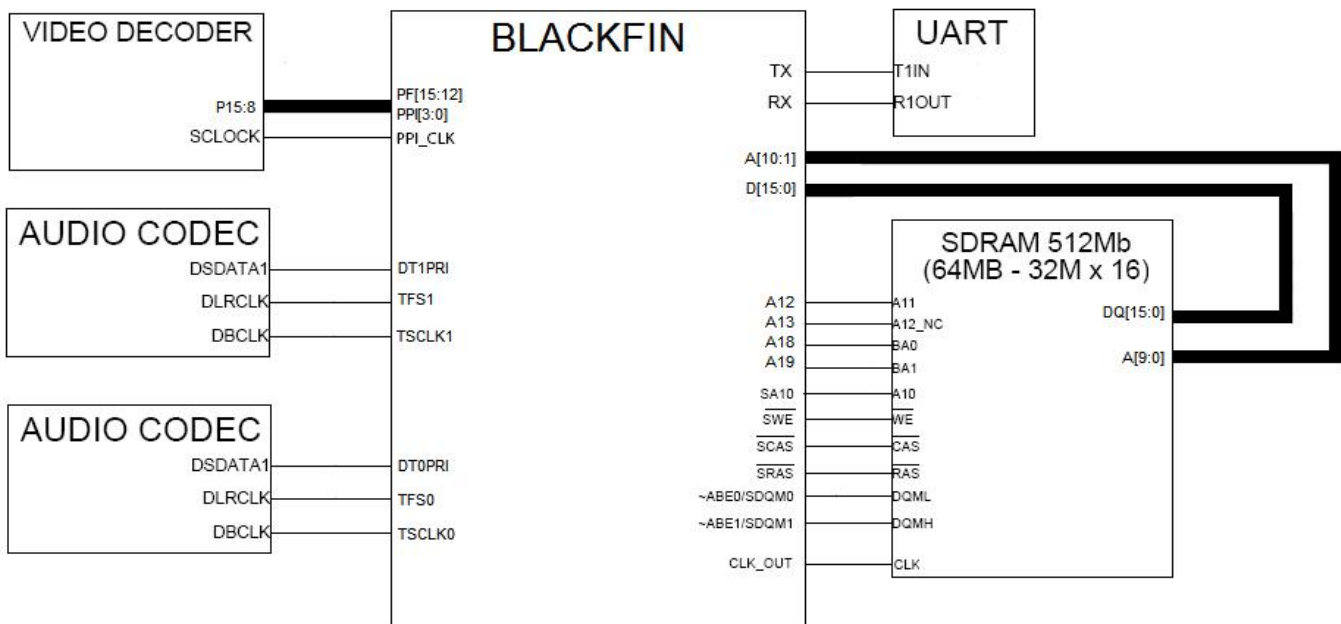 VIDEO DECODER
P15:8
SCLOCK
AUDIO CODEC
DSDATA1
DLRCLK
DBCLK
AUDIO CODEC
DSDATA1
DLRCLK
DBCLK
BLACKFIN
PF[15:12]
PPI[3:0]
PPI_CLK
DT1PRI
TFS1
TSCLK1
DT0PRI
TFS0
TSCLK0
TX
RX
A[10:1]
D[15:0]
A12
A13
A18
A19
SA10
SWE
SCAS
SRAS
~ABE0/SDQM0
~ABE1/SDQM1
CLK_OUT
UART
T1IN
R1OUT
SDRAM 512Mb
(64MB - 32M x 16)
A11
A12_NC
BA0
BA1
A10
WE
CAS
RAS
DQML
DQMH
CLK
DQ[15:0]
A[9:0]